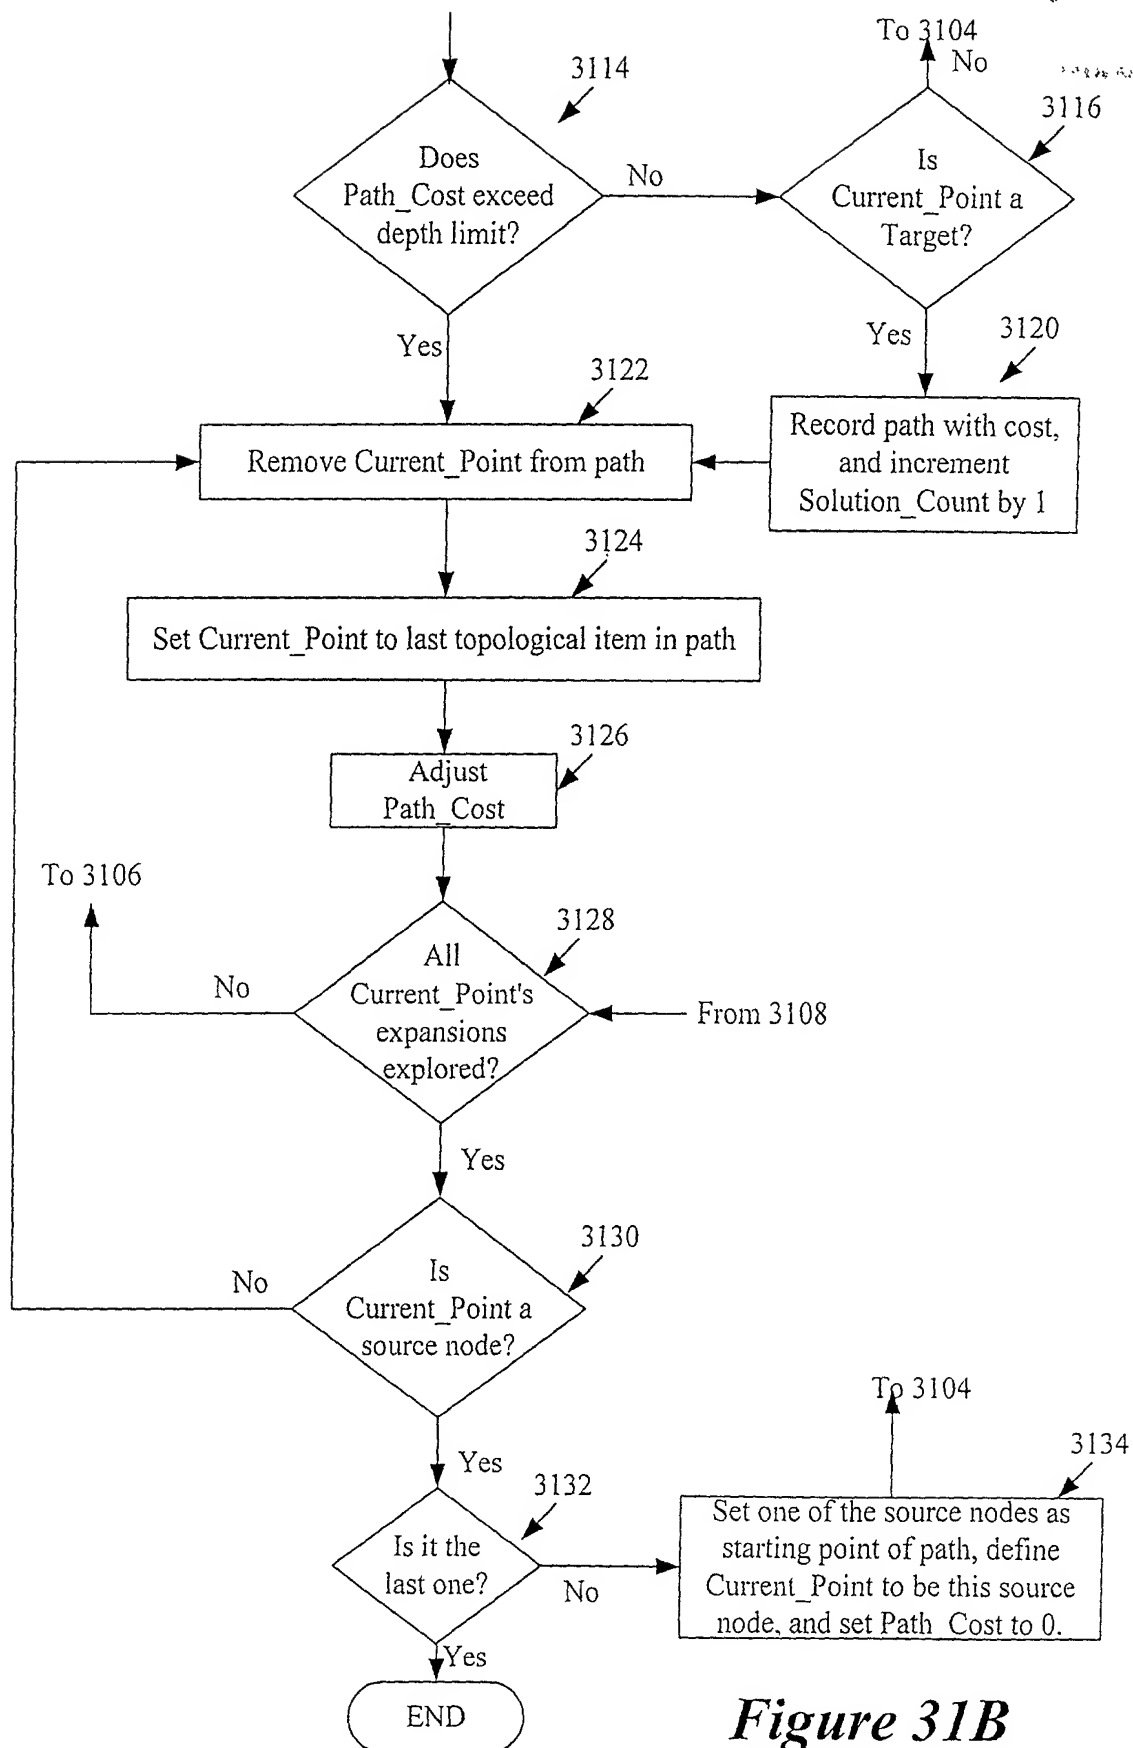 To 3104
No
3114
3116
Does
Path_Cost exceed
depth limit?
No
Is
Current_Point a
Target?
Yes
Yes
3120
3122
Record path with cost,
and increment
Solution_Count by 1
Remove Current_Point from path
3124
Set Current_Point to last topological item in path
3126
Adjust
Path_Cost
To 3106
3128
All
Current_Point's
expansions
explored?
No
From 3108
Yes
3130
No
Is
Current_Point a
source node?
To 3104
Yes
3134
3132
Is it the
last one?
No
Set one of the source nodes as
starting point of path, define
Current_Point to be this source
node, and set Path_Cost to 0.
Yes
END
Figure 31B